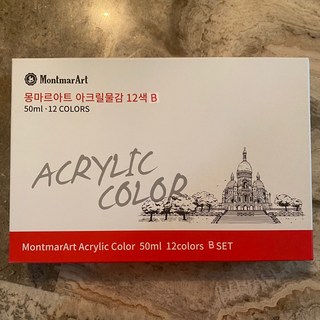 MontmarArt
몽마르아트 아크릴물감 12색 B
50ml · 12 COLORS
ACRYLIC
COLOR
MontmarArt Acrylic Color 50ml 12colors B SET